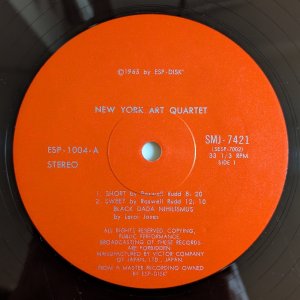 ©1965 by ESP-DISK'
NEW YORK ART QUARTET
ESP-1004-A
STEREO
SMJ-7421
(SESP-7002)
33 1/3 RPM
SIDE 1
1. SHORT by Roswell Rudd 8:20
2. SWEET by Roswell Rudd 12:10
BLACK DADA NIHILISMUS
by Leroi Jones
ALL RIGHTS RESERVED, COPYING,
PUBLIC PERFORMANCE,
BROADCASTING OF THESE RECORDS
ARE FORBIDDEN.
MANUFACTURED BY VICTOR COMPANY
OF JAPAN, LTD., JAPAN.
FROM A MASTER RECORDING OWNED
BY ESP-DISK'